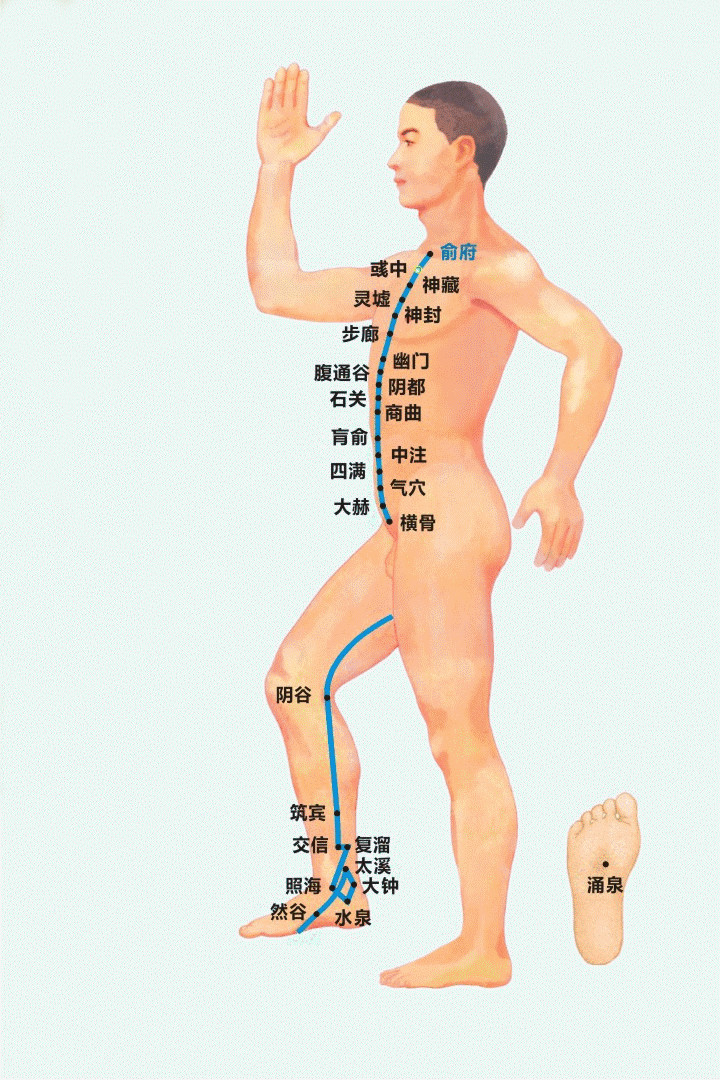 俞府
彧中
神藏
灵墟
神封
步廊
幽门
腹通谷
阴都
石关
商曲
肓俞
中注
四满
气穴
大赫
横骨
阴谷
筑宾
交信
复溜
太溪
照海
大钟
然谷
水泉
涌泉